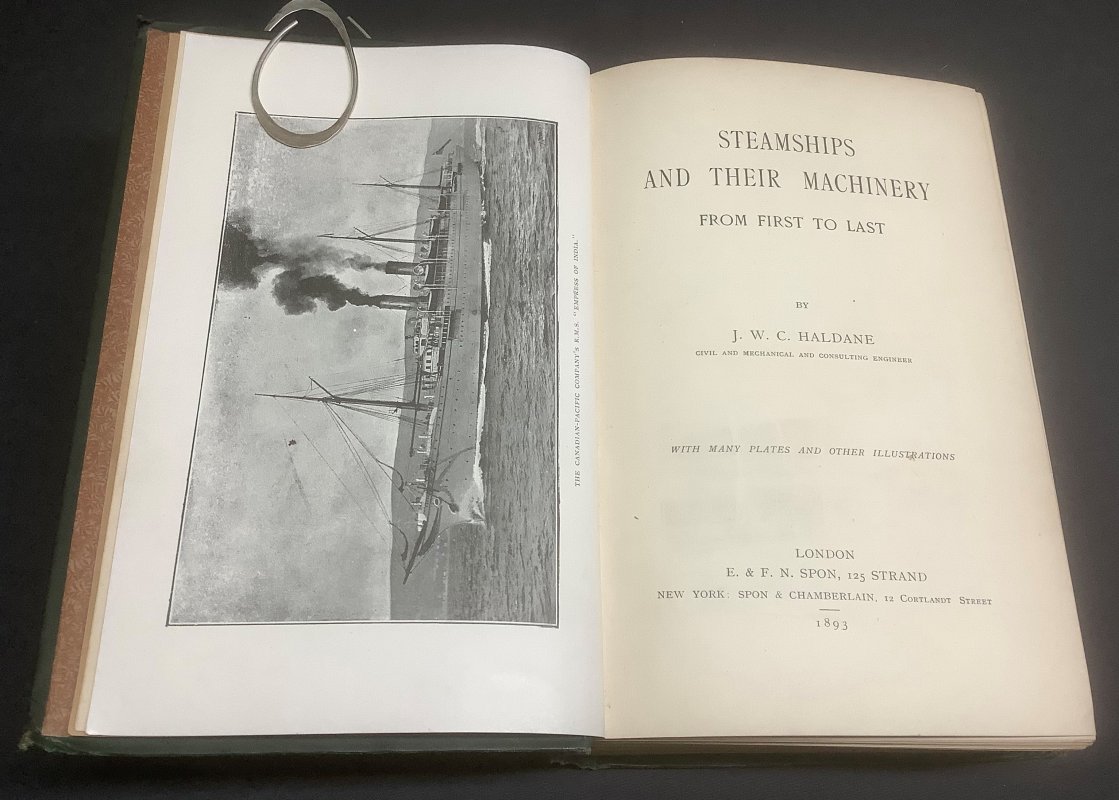 THE CANADIAN-PACIFIC COMPANY'S R.M.S. "EMPRESS OF INDIA."
STEAMSHIPS
AND THEIR MACHINERY
FROM FIRST TO LAST
BY
J. W. C. HALDANE
CIVIL AND MECHANICAL AND CONSULTING ENGINEER
WITH MANY PLATES AND OTHER ILLUSTRATIONS
LONDON
E. & F. N. SPON, 125 STRAND
NEW YORK: SPON & CHAMBERLAIN, 12 CORTLANDT STREET
1893